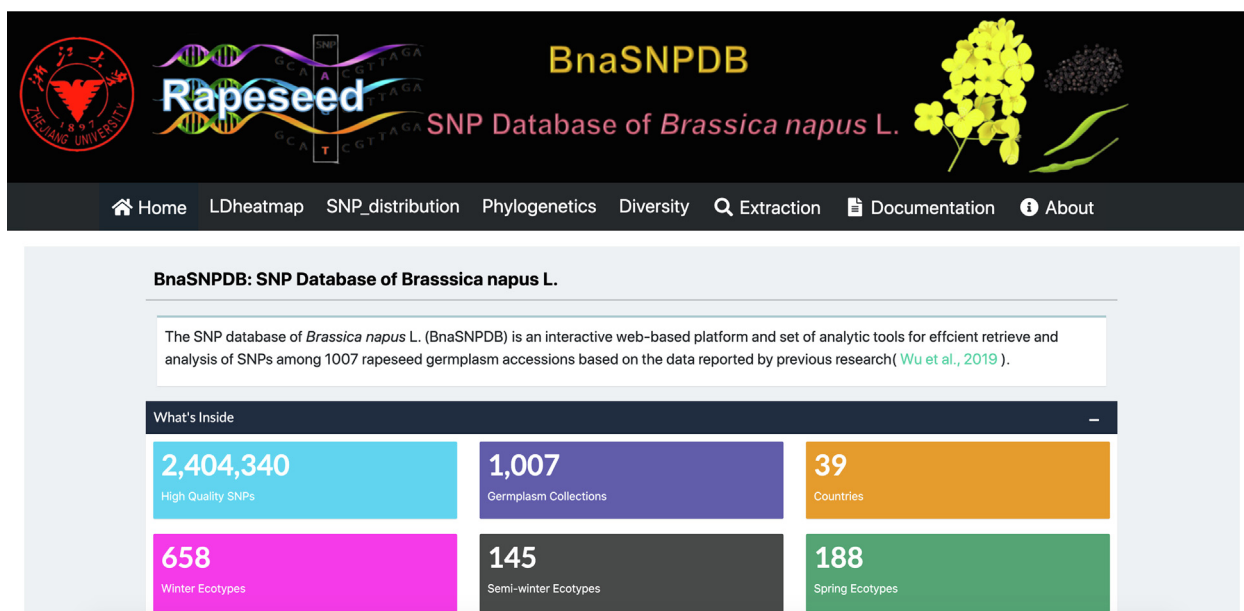 BnaSNPDB
SNP
Rapeseed
SNP Database of Brassica napus L.
1897
ZHEJIANG UNIVERSITY
Home LDheatmap SNP_distribution Phylogenetics Diversity Extraction Documentation About
BnaSNPDB: SNP Database of Brasssica napus L.
The SNP database of Brassica napus L. (BnaSNPDB) is an interactive web-based platform and set of analytic tools for effcient retrieve and
analysis of SNPs among 1007 rapeseed germplasm accessions based on the data reported by previous research( Wu et al., 2019 ).
What's Inside
2,404,340 1,007 39
High Quality SNPs Germplasm Collections Countries
658 145 188
Winter Ecotypes Semi-winter Ecotypes Spring Ecotypes